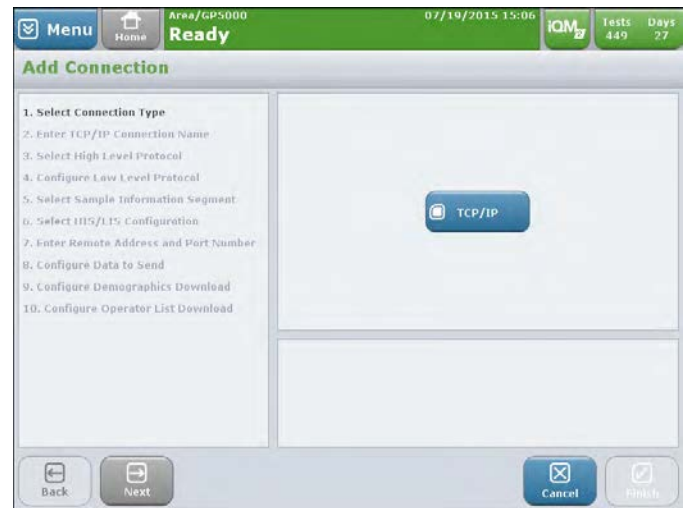 Menu
Home
Area/GP5000
Ready
07/19/2015 15:06
iQM2
Tests Days
449 27
Add Connection
1. Select Connection Type
2. Enter TCP/IP Connection Name
3. Select High Level Protocol
4. Configure Low Level Protocol
5. Select Sample Information Segment
6. Select HIS/LIS Configuration
7. Enter Remote Address and Port Number
8. Configure Data to Send
9. Configure Demographics Download
10. Configure Operator List Download
TCP/IP
Back
Next
Cancel
Finish